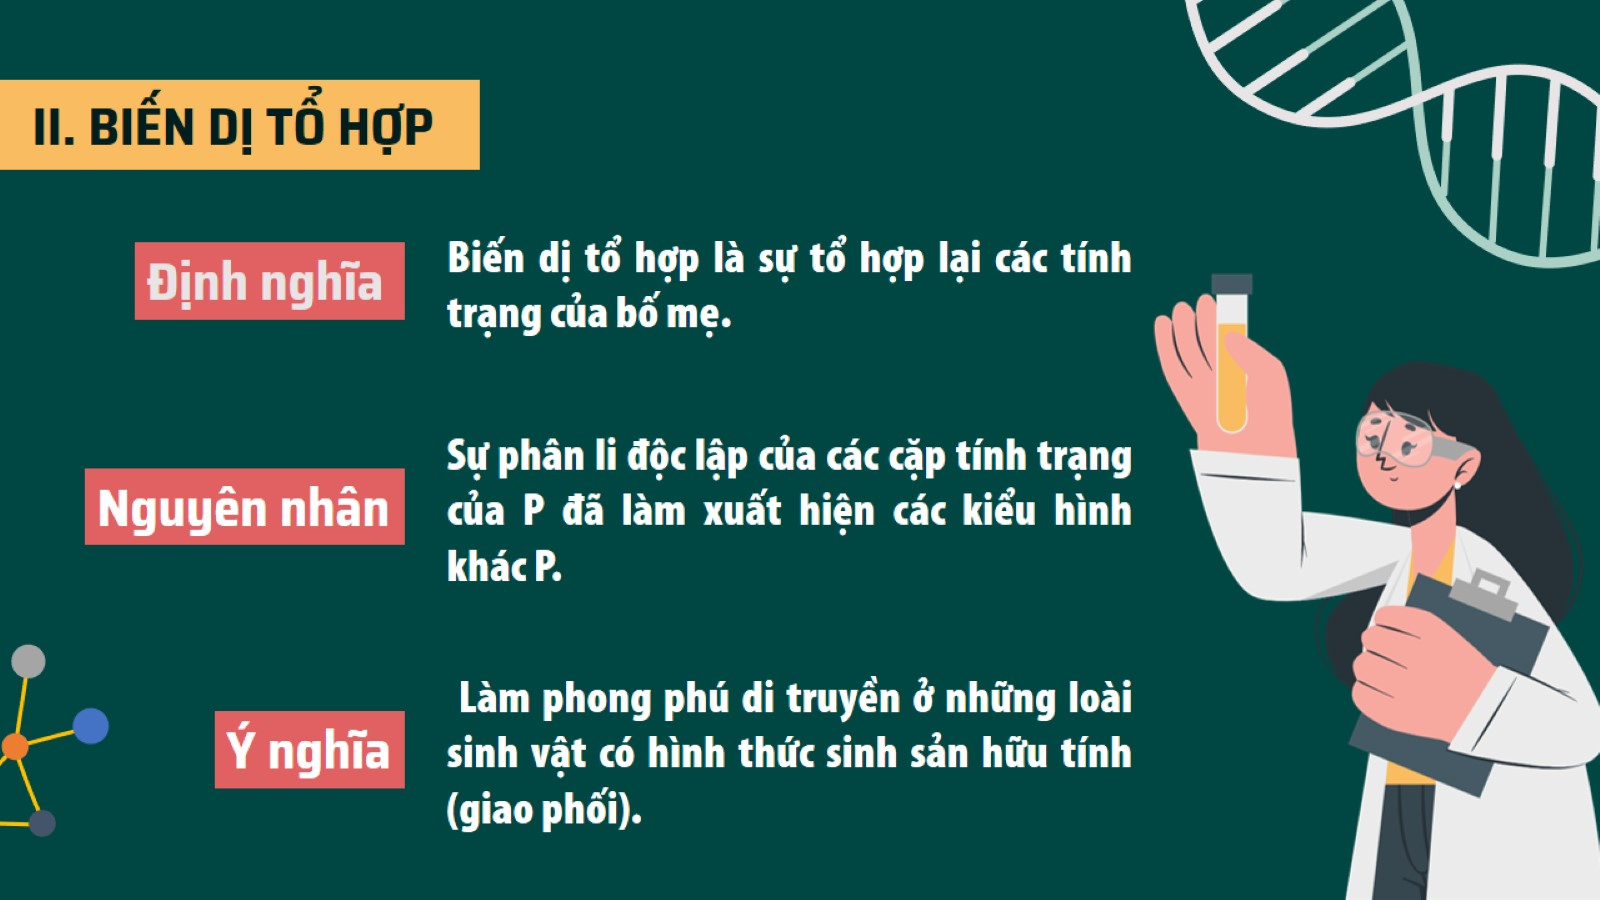 II. BIẾN DỊ TỔ HỢP
Định nghĩa
Biến dị tổ hợp là sự tổ hợp lại các tính
trạng của bố mẹ.
Nguyên nhân
Sự phân li độc lập của các cặp tính trạng
của P đã làm xuất hiện các kiểu hình
khác P.
Ý nghĩa
Làm phong phú di truyền ở những loài
sinh vật có hình thức sinh sản hữu tính
(giao phối).